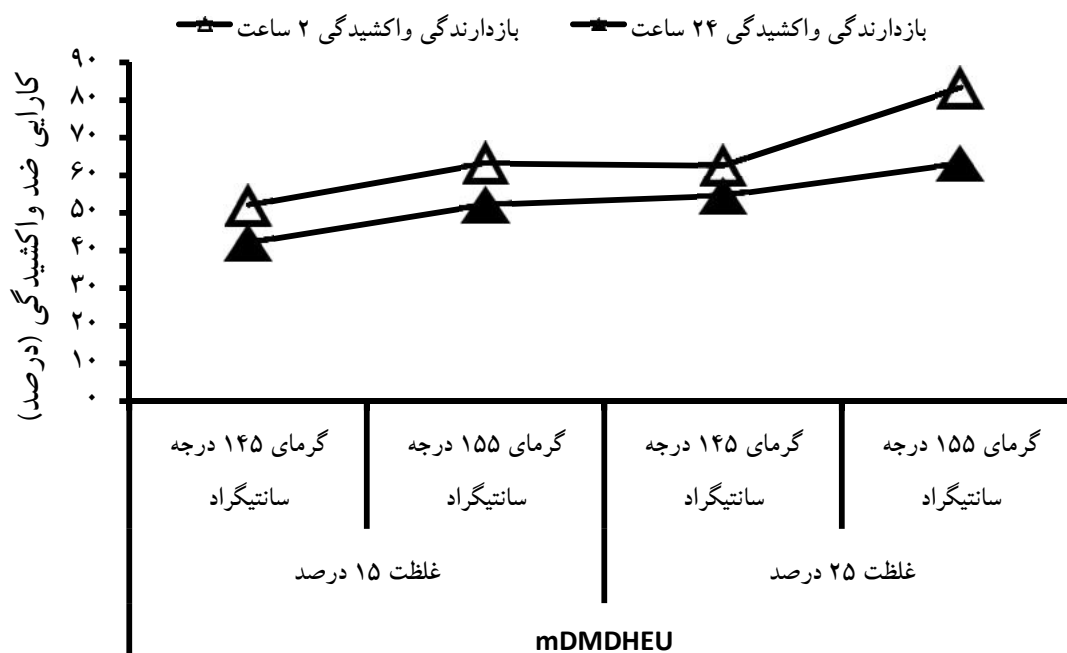 بازدارندگی واکشیدگی ۲ ساعت
بازدارندگی واکشیدگی ۲۴ ساعت
کارایی ضد واکشیدگی (درصد)
۹۰
۸۰
۷۰
۶۰
۵۰
۴۰
۳۰
۲۰
۱۰
۰
گرمای ۱۴۵ درجه
سانتیگراد
گرمای ۱۵۵ درجه
سانتیگراد
گرمای ۱۴۵ درجه
سانتیگراد
گرمای ۱۵۵ درجه
سانتیگراد
غلظت ۱۵ درصد
غلظت ۲۵ درصد
mDMDHEU